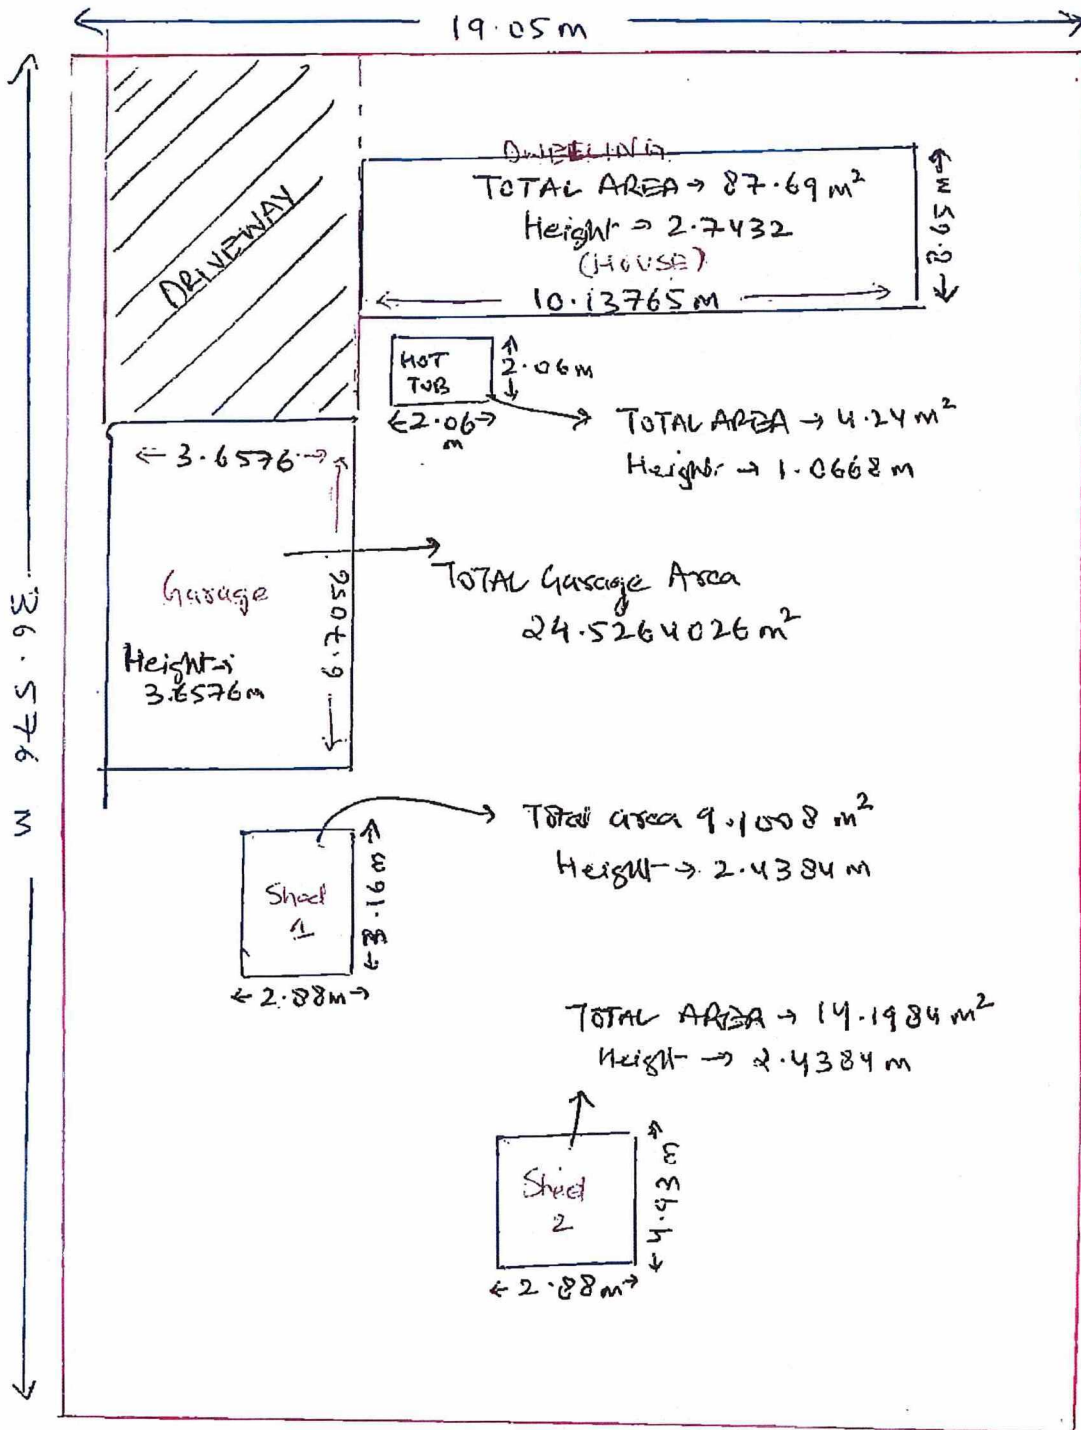 19.05 m
DWELLING
TOTAL AREA → 87.69 m²
Height → 2.7432
(HOUSE)
10.13765 m
8.65 m
DRIVEWAY
HOT
TUB
2.06 m
2.06
m
TOTAL AREA → 4.24 m²
Height → 1.0668 m
3.6576
6.7056
Garage
Height →
3.6576 m
TOTAL Garage Area
24.5264026 m²
36.576 m
Total area 9.1008 m²
Height → 2.4384 m
Shed
1
3.16 m
2.88 m
TOTAL AREA → 14.1984 m²
Height → 2.4384 m
Shed
2
4.93 m
2.88 m